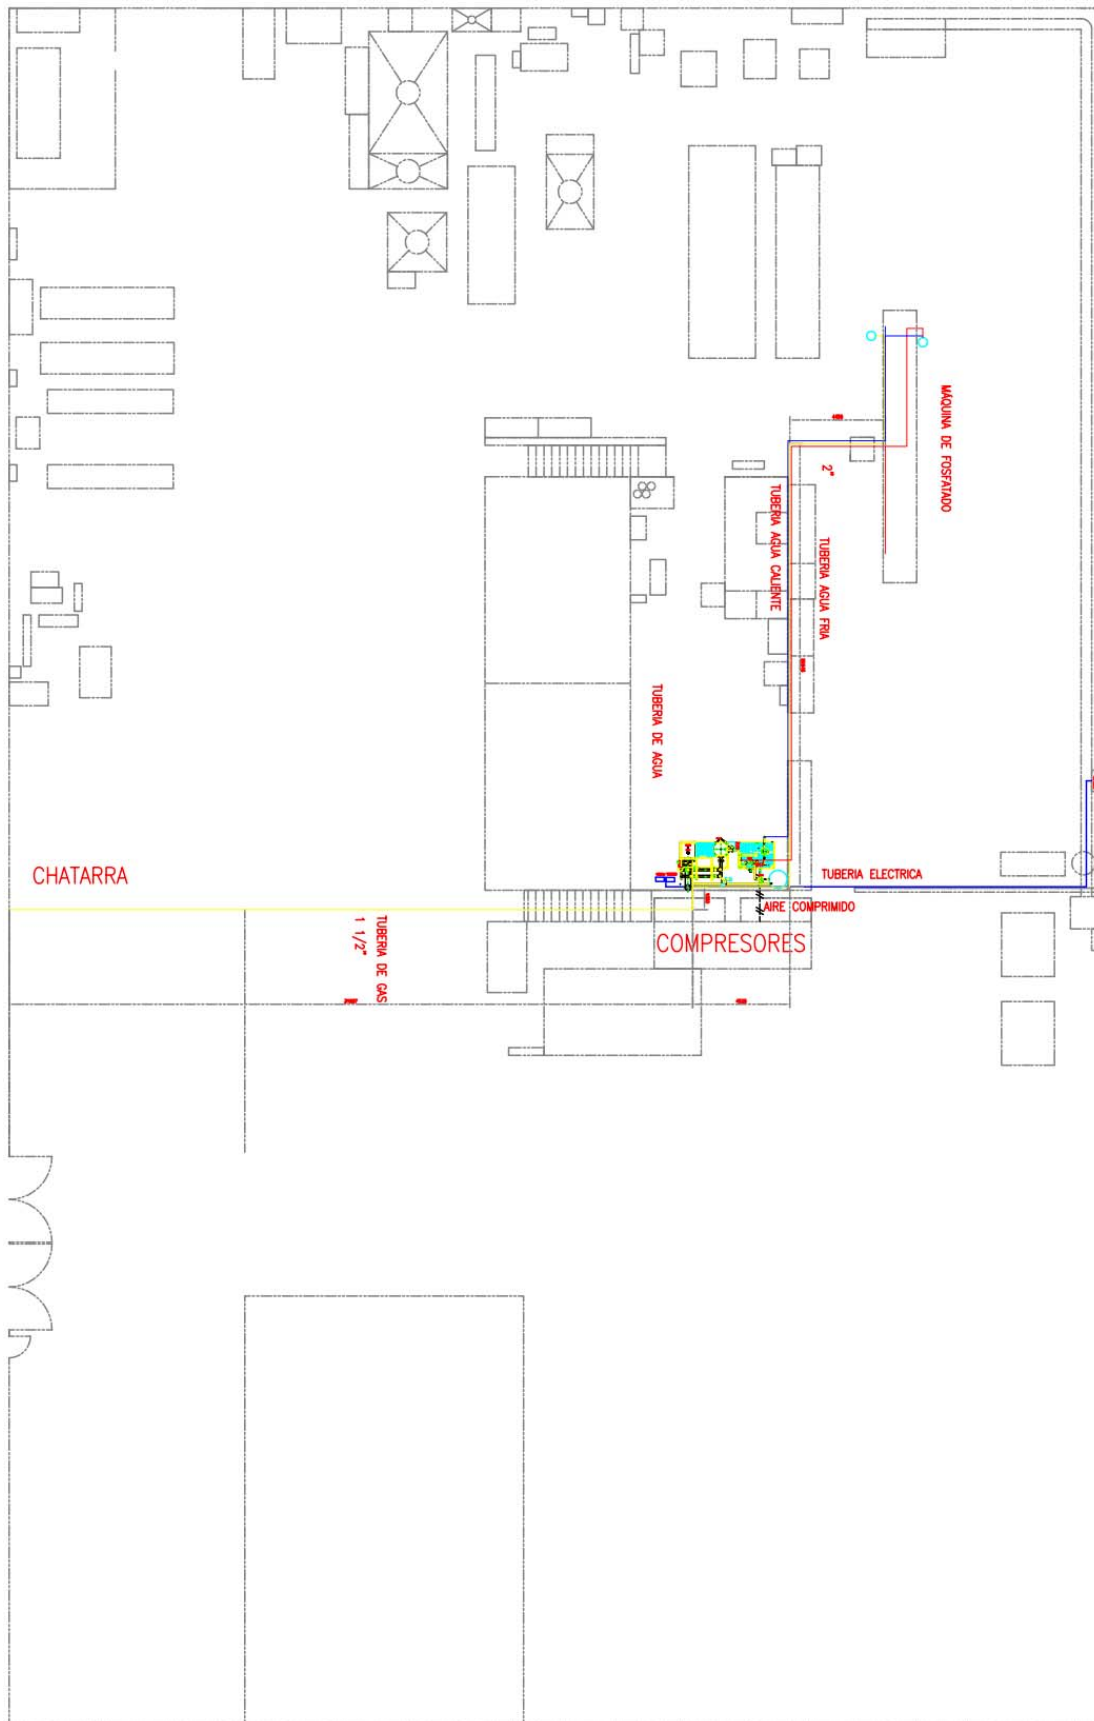 MÁQUINA DE FOSFATADO
2"
TUBERIA AGUA CALIENTE
TUBERIA AGUA FRIA
TUBERIA DE AGUA
CHATARRA
TUBERIA ELECTRICA
AIRE COMPRIMIDO
COMPRESORES
TUBERIA DE GAS
1 1/2"